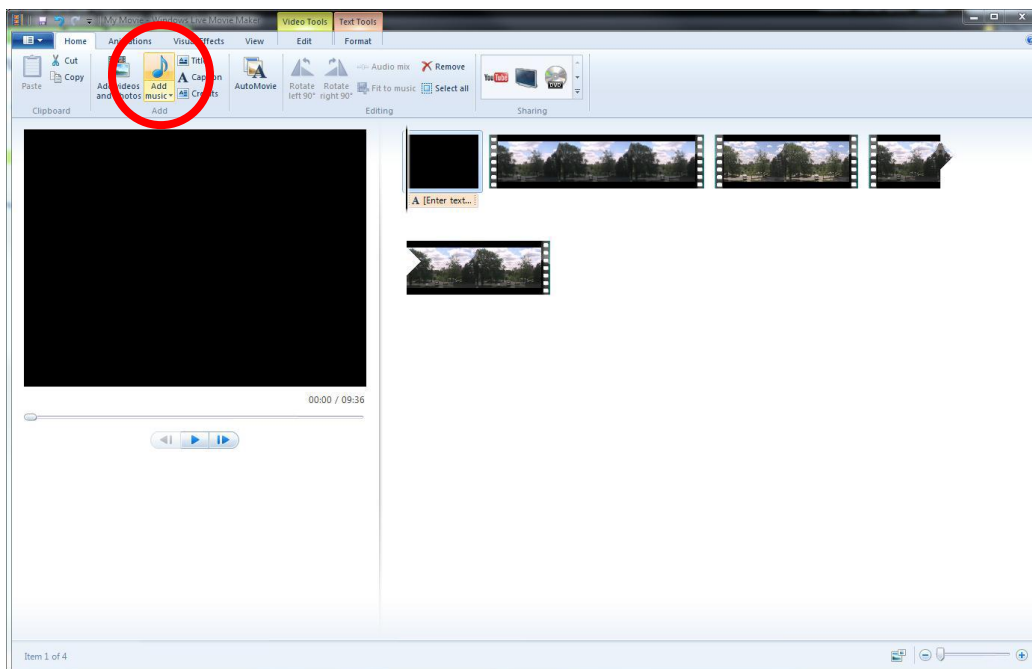 My Movie - Windows Live Movie Maker
Video Tools
Text Tools
Home
Animations
Visual Effects
View
Edit
Format
Paste
Cut
Copy
Clipboard
Add videos
and photos
Add
music
Title
Caption
Credits
Add
AutoMovie
Rotate
left 90°
Rotate
right 90°
Audio mix
Fit to music
Remove
Select all
Editing
YouTube
DVD
Sharing
A [Enter text...
00:00 / 09:36
Item 1 of 4